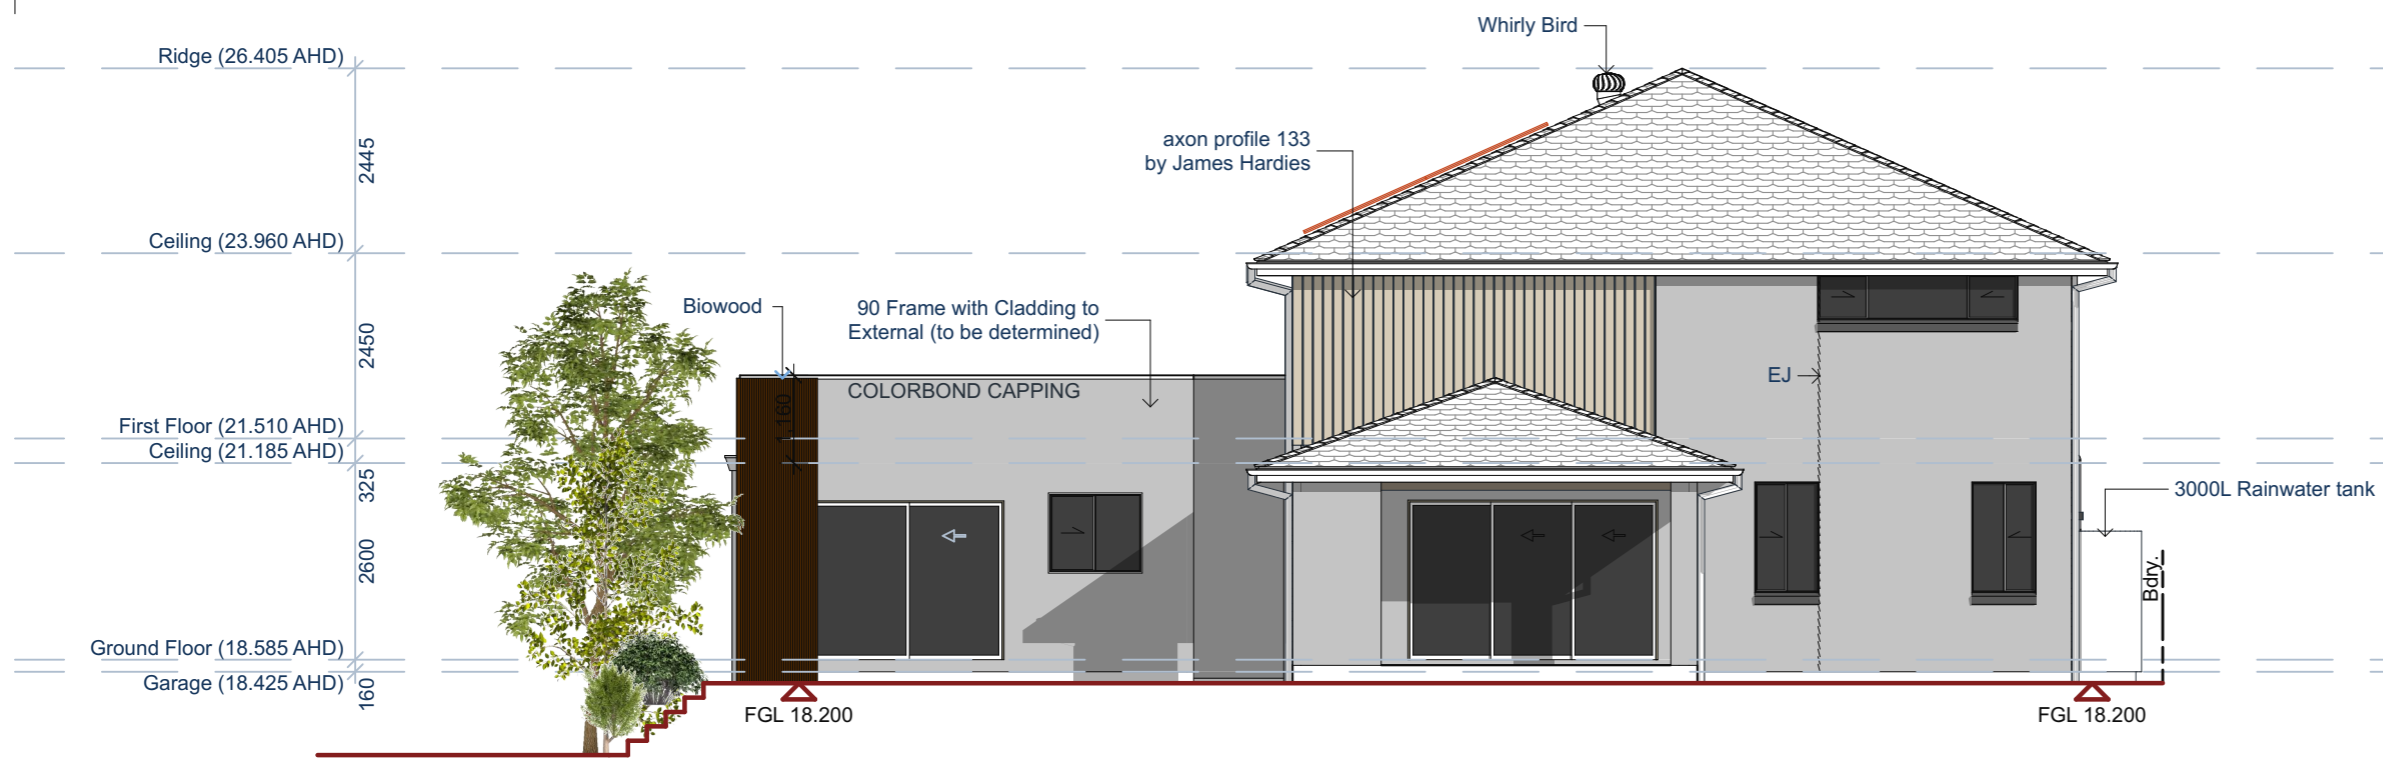 Whirly Bird
Ridge (26.405 AHD)
2445
axon profile 133
by James Hardies
Ceiling (23.960 AHD)
2450
Biowood
90 Frame with Cladding to
External (to be determined)
COLORBOND CAPPING
1,160
EJ
First Floor (21.510 AHD)
Ceiling (21.185 AHD)
325
3000L Rainwater tank
2600
Bdry.
Ground Floor (18.585 AHD)
Garage (18.425 AHD)
160
FGL 18.200
FGL 18.200